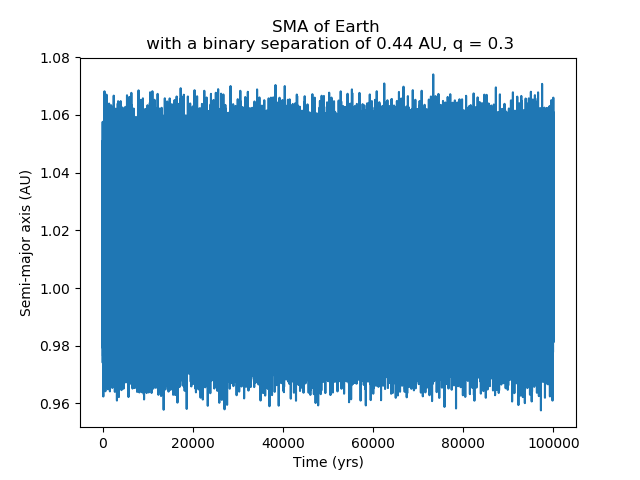 SMA of Earth
with a binary separation of 0.44 AU, q = 0.3
1.08
1.06
1.04
1.02
1.00
0.98
0.96
Semi-major axis (AU)
0 20000 40000 60000 80000 100000
Time (yrs)